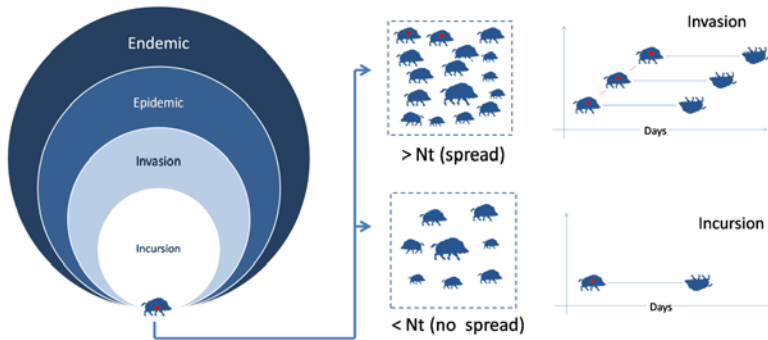 Endemic
Epidemic
Invasion
Incursion
> Nt (spread)
< Nt (no spread)
Invasion
Days
Incursion
Days